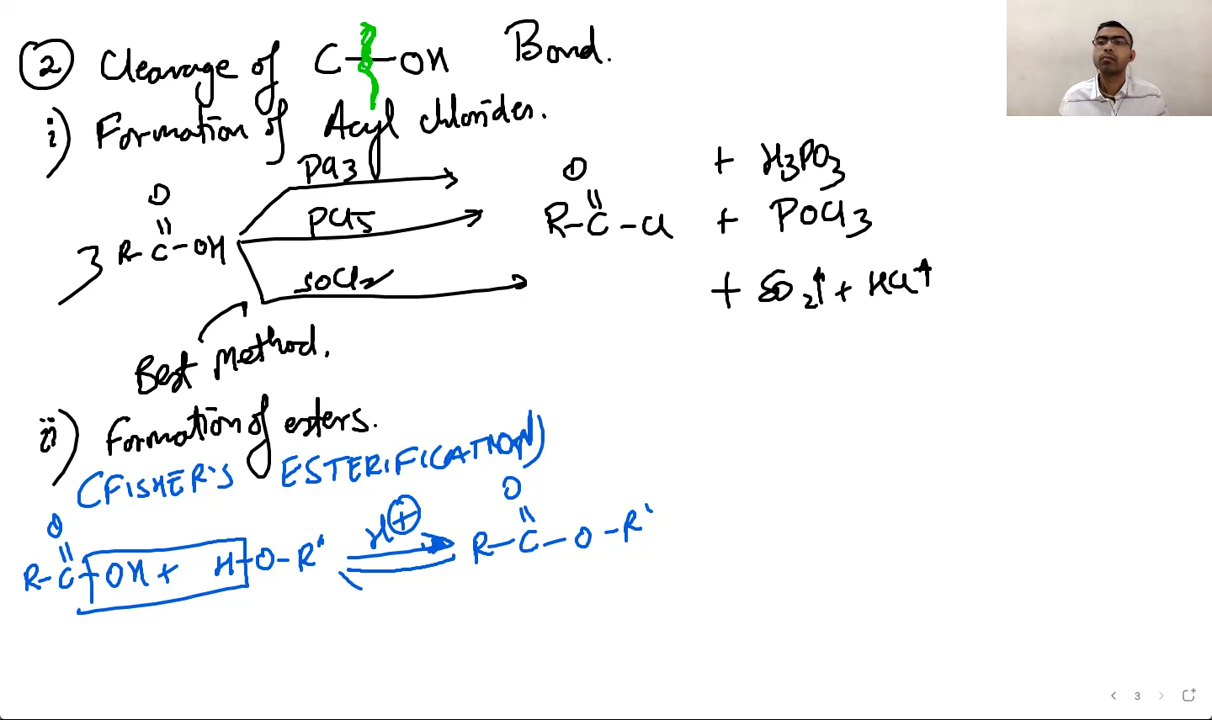 ② Cleavage of C–OH Bond.
i) Formation of Acyl chlorides.
PCl3
+ H3PO3
O
O
3 R-C-OH
PCl5
R-C-Cl
+ POCl3
SOCl2
+ SO2↑ + HCl↑
Best Method.
ii) Formation of esters.
(FISHER'S ESTERIFICATION)
O
O
R-C-OH + H-O-R'
H⊕
R-C-O-R'
3